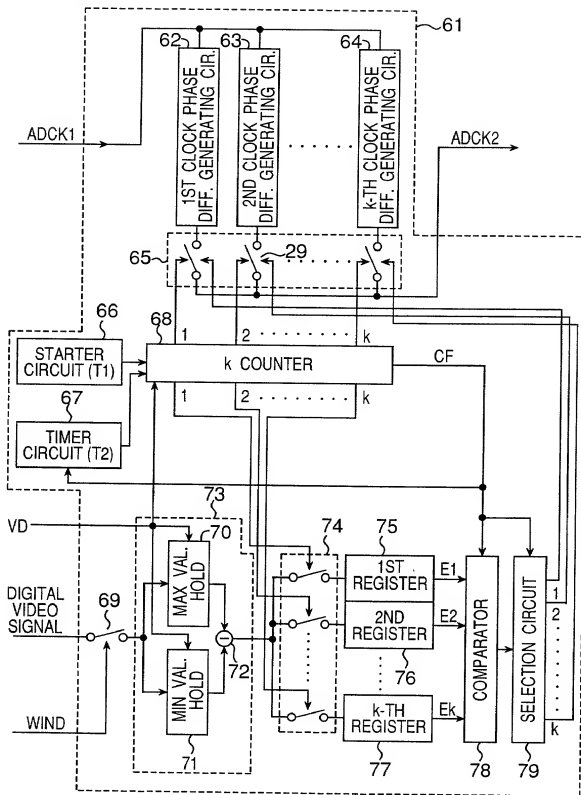 61
62
63
64
1ST CLOCK PHASE
DIFF. GENERATING CIR.
2ND CLOCK PHASE
DIFF. GENERATING CIR.
k-TH CLOCK PHASE
DIFF. GENERATING CIR.
ADCK1
ADCK2
65
29
66
68
1
2
k
STARTER
CIRCUIT (T1)
k COUNTER
CF
67
1
2
k
TIMER
CIRCUIT (T2)
73
VD
70
74
75
MAX VAL.
HOLD
1ST
REGISTER
E1
DIGITAL
VIDEO
SIGNAL
69
2ND
REGISTER
E2
COMPARATOR
SELECTION CIRCUIT
1
2
72
76
MIN VAL.
HOLD
WIND
k-TH
REGISTER
Ek
k
71
77
78
79